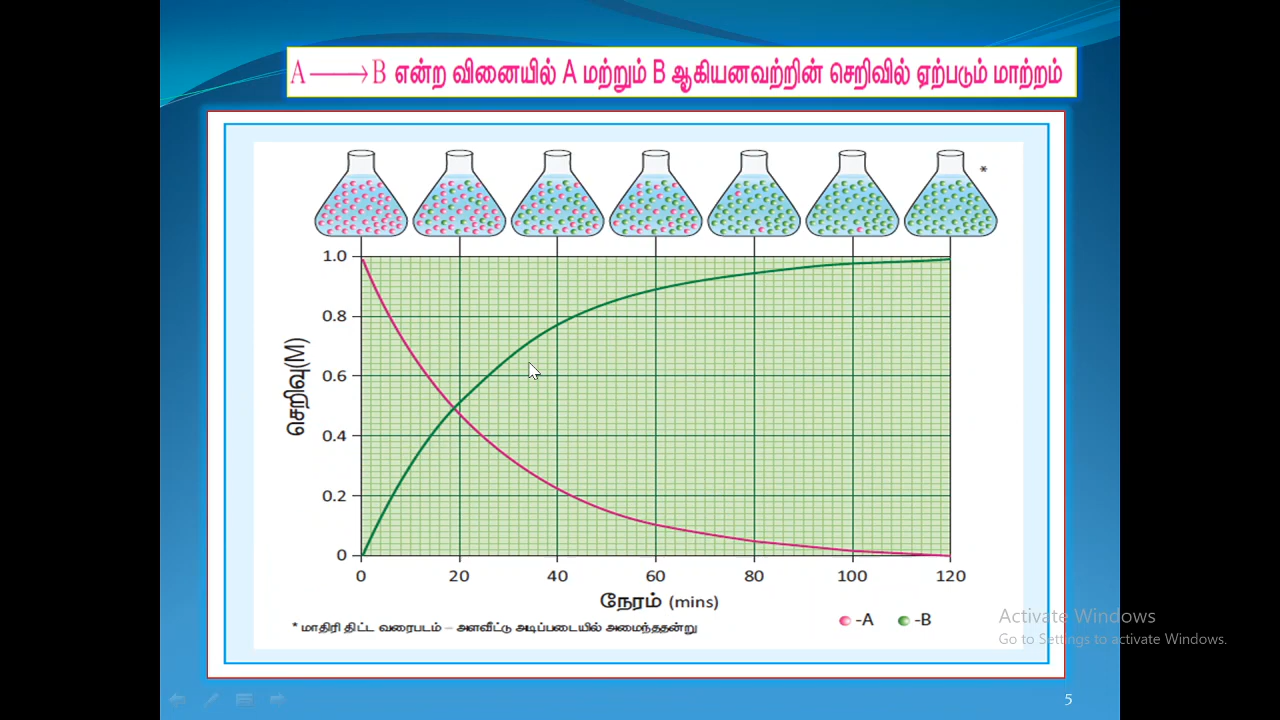 A ⟶ B என்ற வினையில் A மற்றும் B ஆகியனவற்றின் செறிவில் ஏற்படும் மாற்றம்
*
1.0
0.8
0.6
0.4
0.2
0
செறிவு(M)
0 20 40 60 80 100 120
நேரம் (mins)
* மாதிரி திட்ட வரைபடம் – அளவீட்டு அடிப்படையில் அமைந்ததன்று
-A -B
Activate Windows
Go to Settings to activate Windows.
5